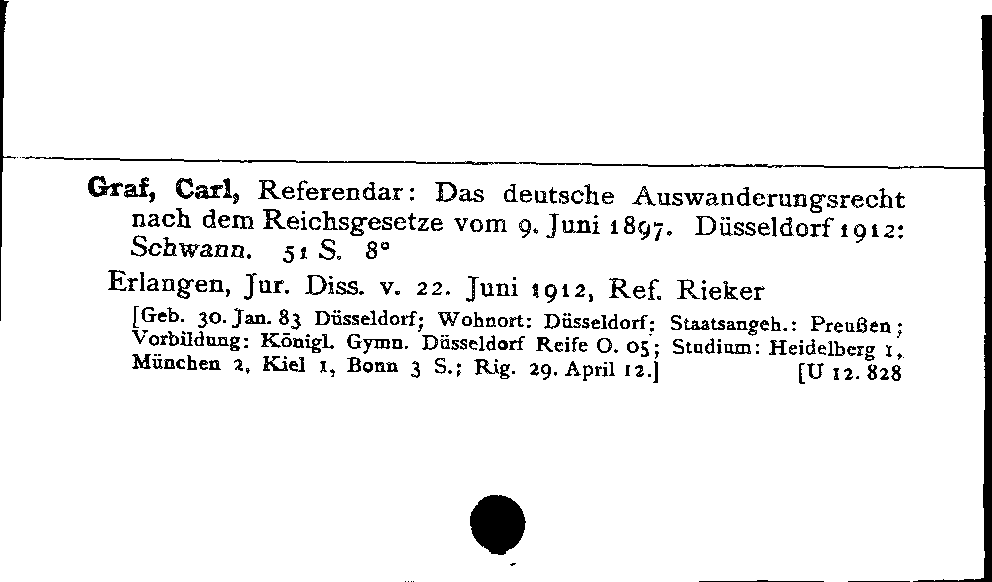 Graf, Carl, Referendar: Das deutsche Auswanderungsrecht
nach dem Reichsgesetze vom 9. Juni 1897. Düsseldorf 1912:
Schwann. 51 S. 8°
Erlangen, Jur. Diss. v. 22. Juni 1912, Ref. Rieker
[Geb. 30. Jan. 83 Düsseldorf; Wohnort: Düsseldorf; Staatsangeh.: Preußen;
Vorbildung: Königl. Gymn. Düsseldorf Reife O. 05; Studium: Heidelberg 1,
München 2, Kiel 1, Bonn 3 S.; Rig. 29. April 12.] [U 12. 828